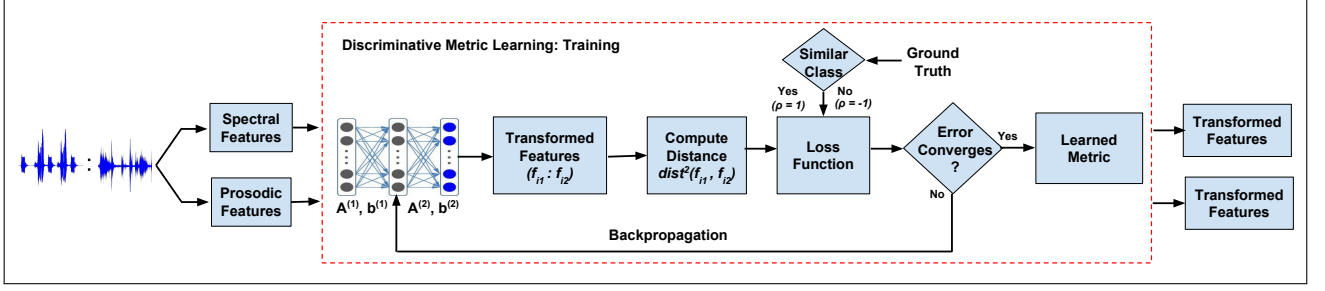 Discriminative Metric Learning: Training
:
Spectral
Features
Prosodic
Features
A⁽¹⁾, b⁽¹⁾ A⁽²⁾, b⁽²⁾
Transformed
Features
(f_i1 : f_i2)
Compute
Distance
dist²(f_i1 , f_i2)
Similar
Class
Ground
Truth
Yes
(ρ = 1)
No
(ρ = -1)
Loss
Function
Error
Converges
?
Yes
No
Learned
Metric
Transformed
Features
Transformed
Features
Backpropagation